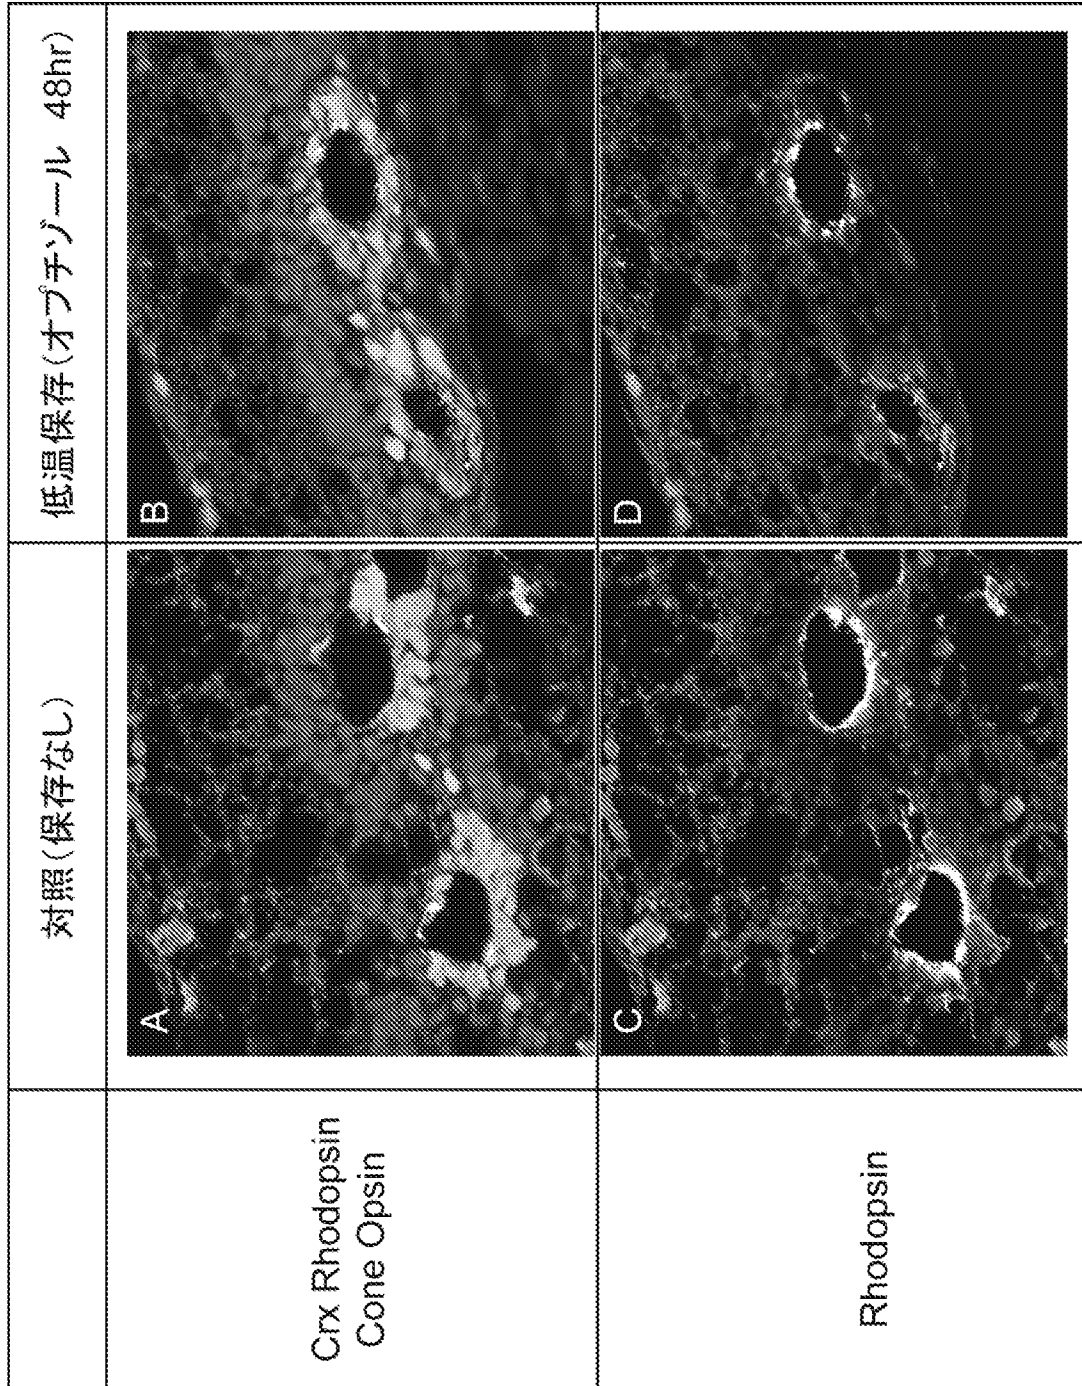 対照(保存なし)
低温保存(オプチゾール 48hr)
Crx Rhodopsin
Cone Opsin
A
B
Rhodopsin
C
D